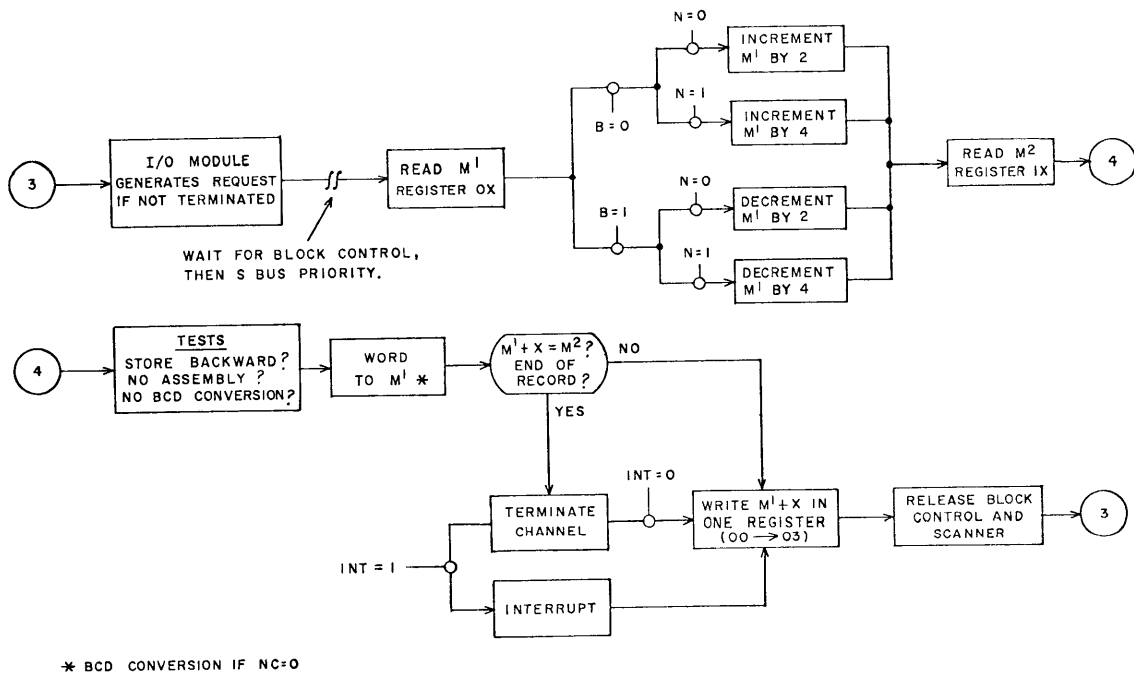 3
I/O MODULE
GENERATES REQUEST
IF NOT TERMINATED
WAIT FOR BLOCK CONTROL,
THEN S BUS PRIORITY.
READ M¹
REGISTER OX
B=0
B=1
N=0
INCREMENT
M¹ BY 2
N=1
INCREMENT
M¹ BY 4
N=0
DECREMENT
M¹ BY 2
N=1
DECREMENT
M¹ BY 4
READ M²
REGISTER IX
4
4
TESTS
STORE BACKWARD?
NO ASSEMBLY?
NO BCD CONVERSION?
WORD
TO M¹ *
M¹+X=M²?
END OF
RECORD?
NO
YES
TERMINATE
CHANNEL
INT=0
INT=1
INTERRUPT
WRITE M¹+X IN
ONE REGISTER
(00→03)
RELEASE BLOCK
CONTROL AND
SCANNER
3
* BCD CONVERSION IF NC=0